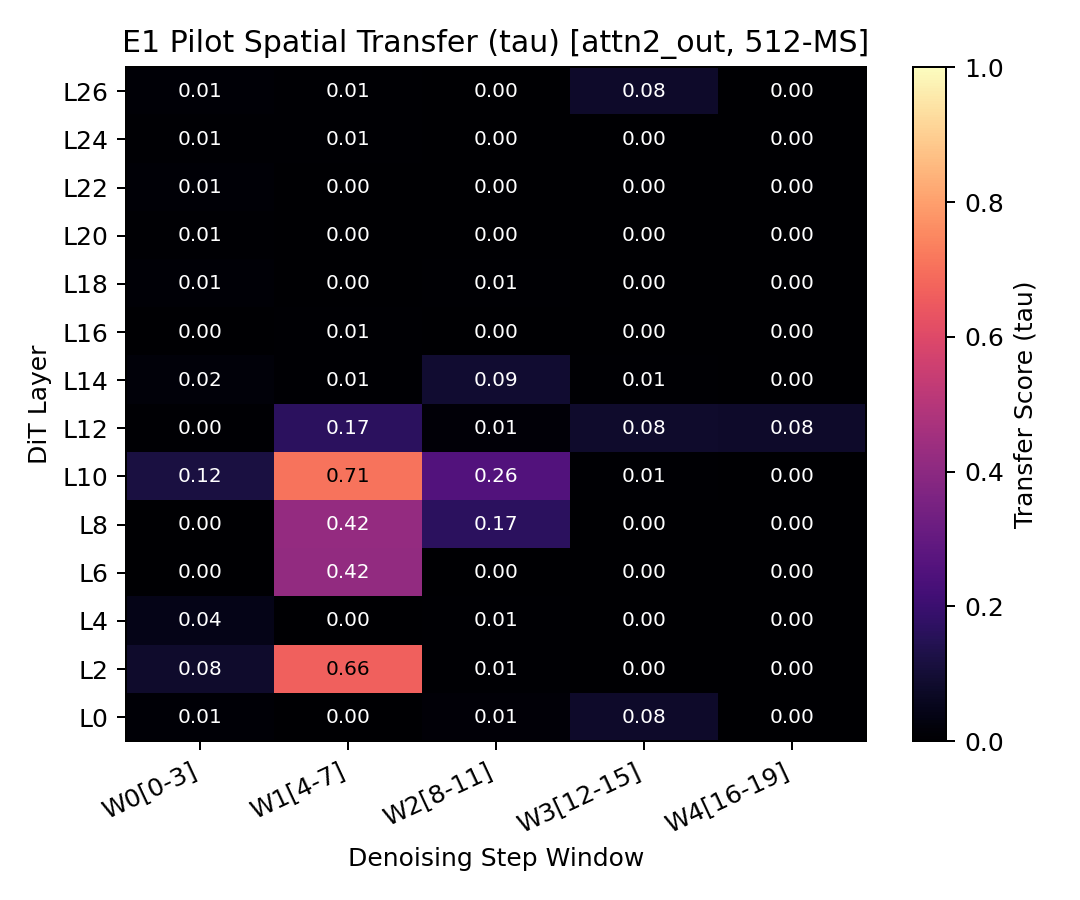 E1 Pilot Spatial Transfer (tau) [attn2_out, 512-MS]
L26 0.01 0.01 0.00 0.08 0.00
L24 0.01 0.01 0.00 0.00 0.00
L22 0.01 0.00 0.00 0.00 0.00
L20 0.01 0.00 0.00 0.00 0.00
L18 0.01 0.00 0.01 0.00 0.00
L16 0.00 0.01 0.00 0.00 0.00
L14 0.02 0.01 0.09 0.01 0.00
L12 0.00 0.17 0.01 0.08 0.08
L10 0.12 0.71 0.26 0.01 0.00
L8 0.00 0.42 0.17 0.00 0.00
L6 0.00 0.42 0.00 0.00 0.00
L4 0.04 0.00 0.01 0.00 0.00
L2 0.08 0.66 0.01 0.00 0.00
L0 0.01 0.00 0.01 0.08 0.00
DiT Layer
W0[0-3] W1[4-7] W2[8-11] W3[12-15] W4[16-19]
Denoising Step Window
1.0
0.8
0.6
0.4
0.2
0.0
Transfer Score (tau)